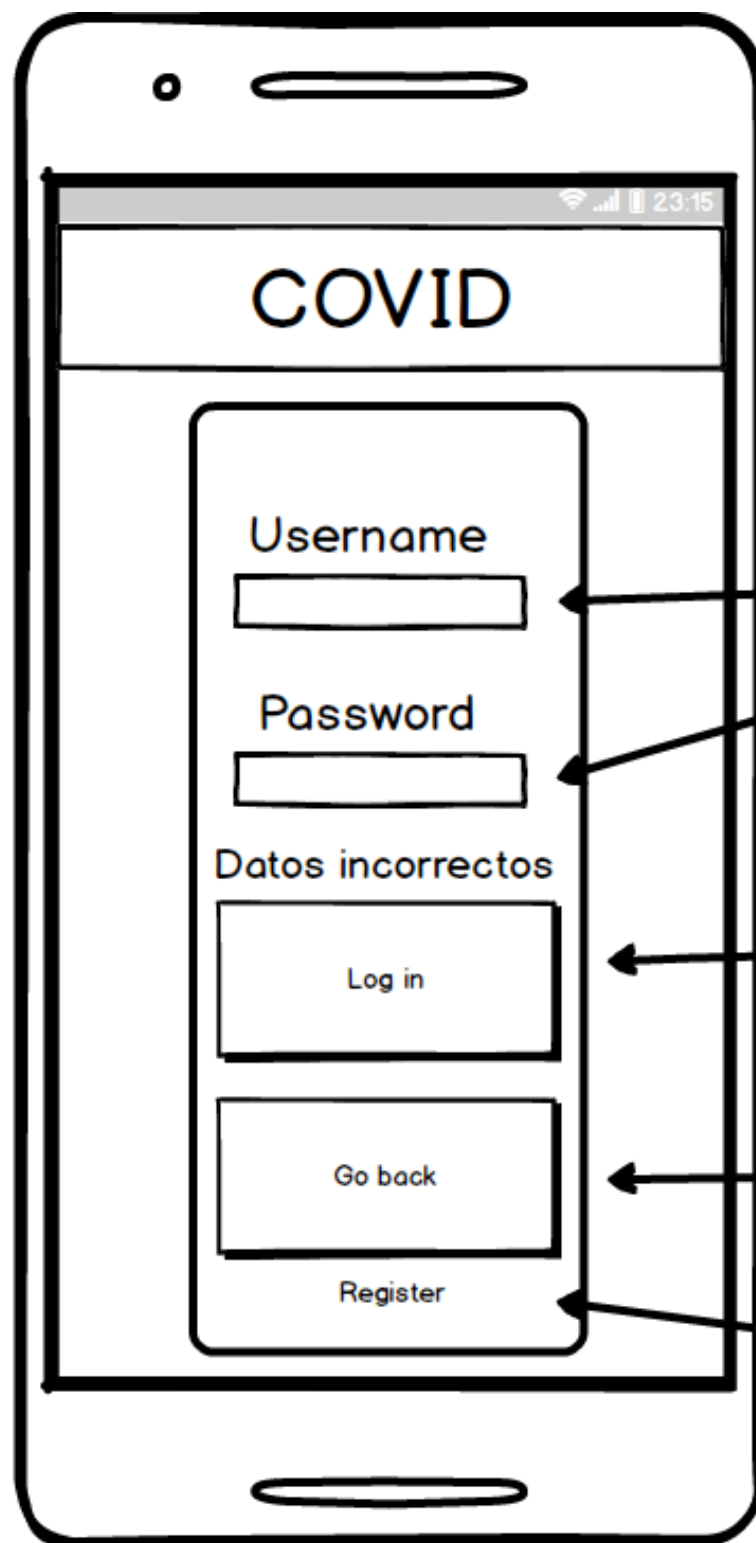 23:15
COVID
Username
Password
Datos incorrectos
Log in
Go back
Register